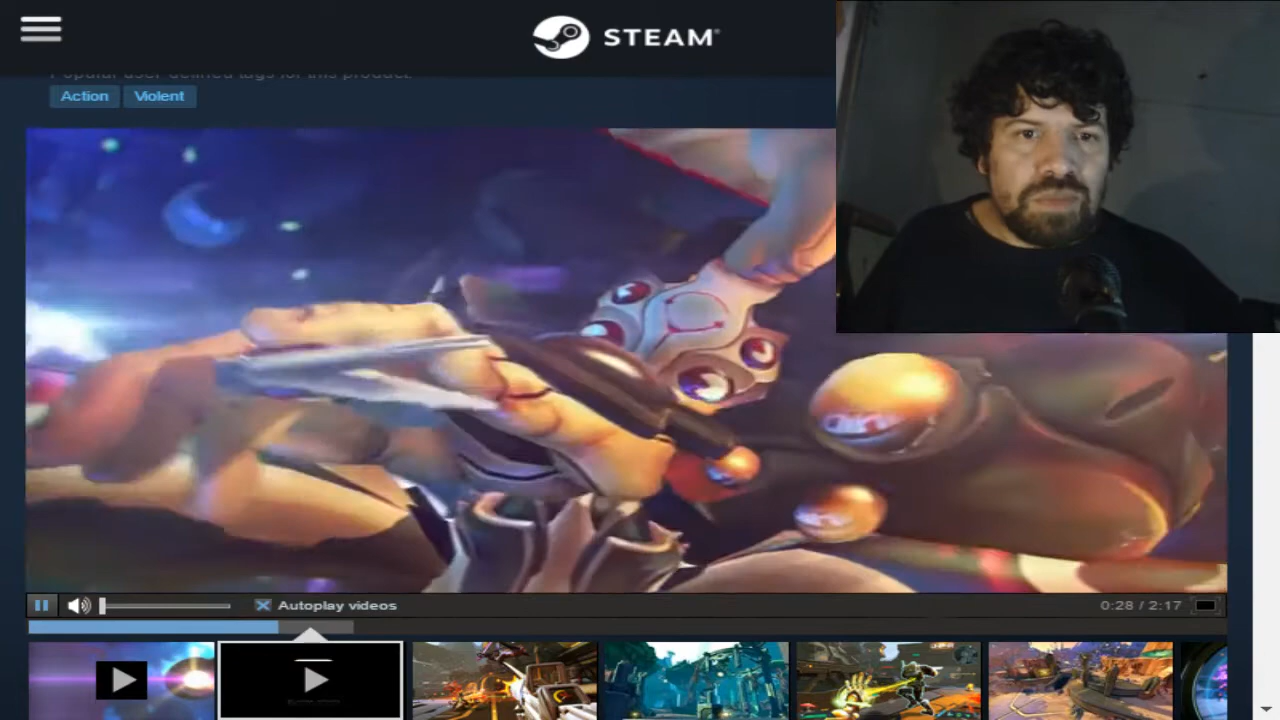 STEAM®
Popular user-defined tags for this product:
Action Violent
Autoplay videos
0:28 / 2:17